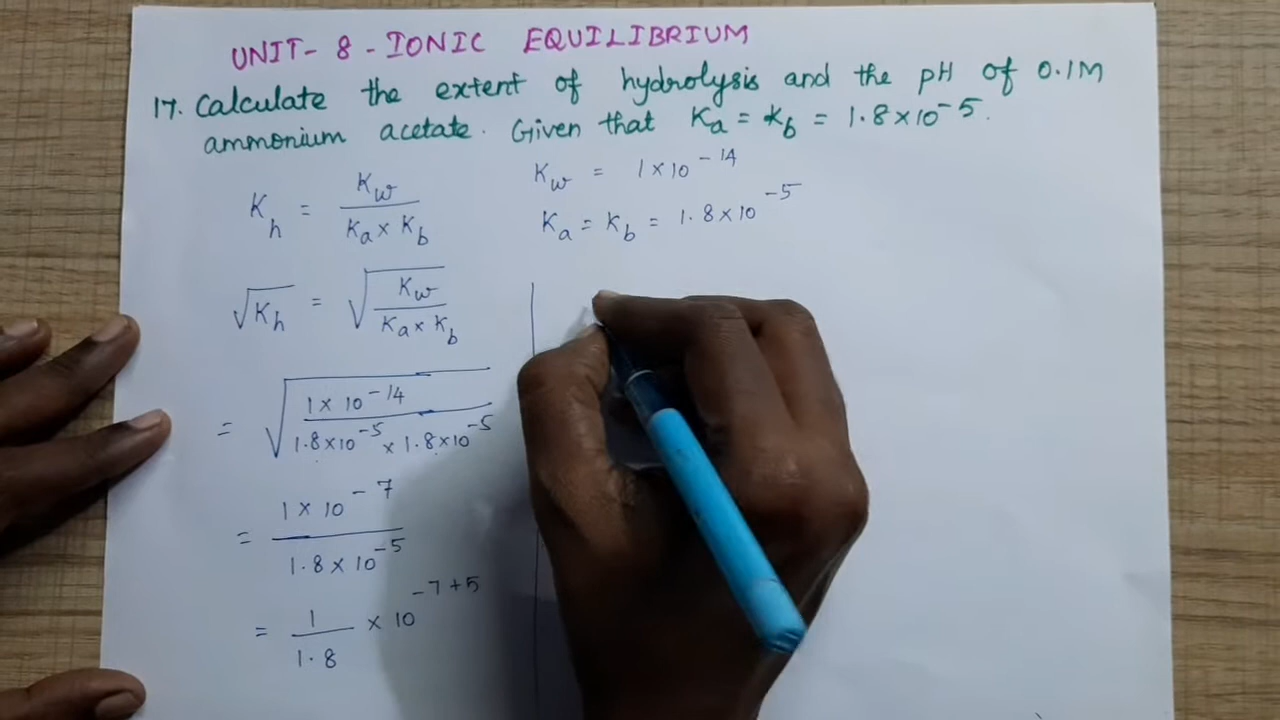 UNIT- 8 - IONIC EQUILIBRIUM
17. Calculate the extent of hydrolysis and the pH of 0.1M
ammonium acetate. Given that Ka = Kb = 1.8×10⁻⁵.
Kh = Kw / Ka × Kb
Kw = 1×10⁻¹⁴
Ka = Kb = 1.8×10⁻⁵
√Kh = √(Kw / Ka × Kb)
= √(1×10⁻¹⁴ / 1.8×10⁻⁵ × 1.8×10⁻⁵)
= 1×10⁻⁷ / 1.8×10⁻⁵
= 1 / 1.8 × 10⁻⁷⁺⁵